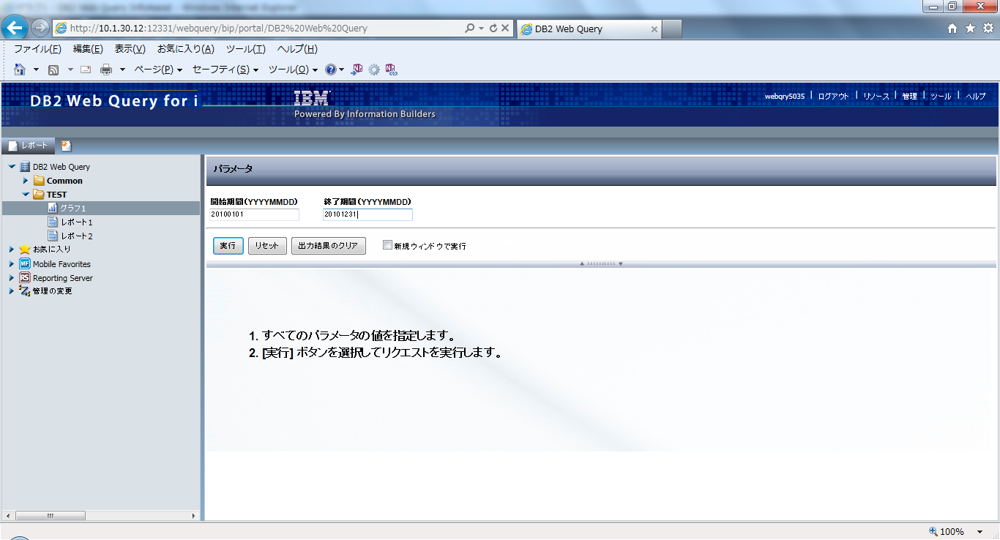 http://10.1.30.12:12331/webquery/bip/portal/DB2%20Web%20Query
DB2 Web Query
ファイル(F) 編集(E) 表示(V) お気に入り(A) ツール(T) ヘルプ(H)
ページ(P) セーフティ(S) ツール(O)
DB2 Web Query for i
IBM
Powered By Information Builders
webqry5035 | ログアウト | リソース | 管理 | ツール | ヘルプ
レポート
DB2 Web Query
Common
TEST
グラフ1
レポート1
レポート2
お気に入り
MF Mobile Favorites
RS Reporting Server
管理の変更
パラメータ
開始期間(YYYYMMDD) 終了期間(YYYYMMDD)
20100101 20101231
実行 リセット 出力結果のクリア 新規ウィンドウで実行
1. すべてのパラメータの値を指定します。
2. [実行] ボタンを選択してリクエストを実行します。
100%